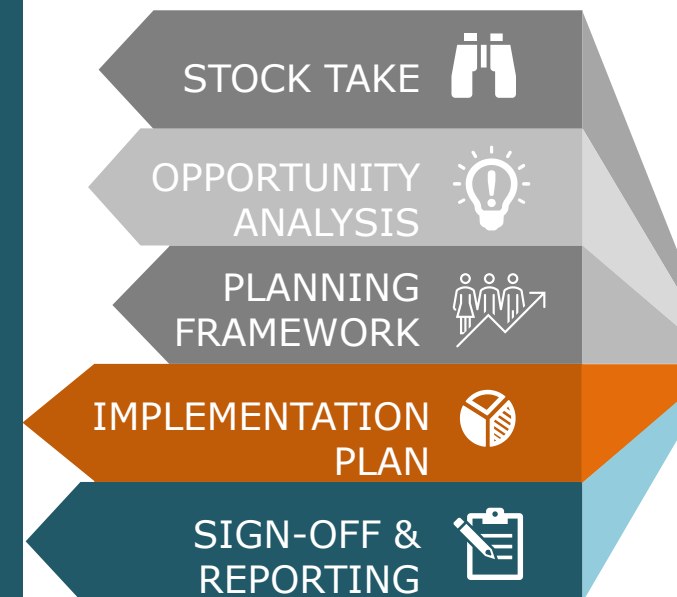 STOCK TAKE
OPPORTUNITY
ANALYSIS
PLANNING
FRAMEWORK
IMPLEMENTATION
PLAN
SIGN-OFF &
REPORTING